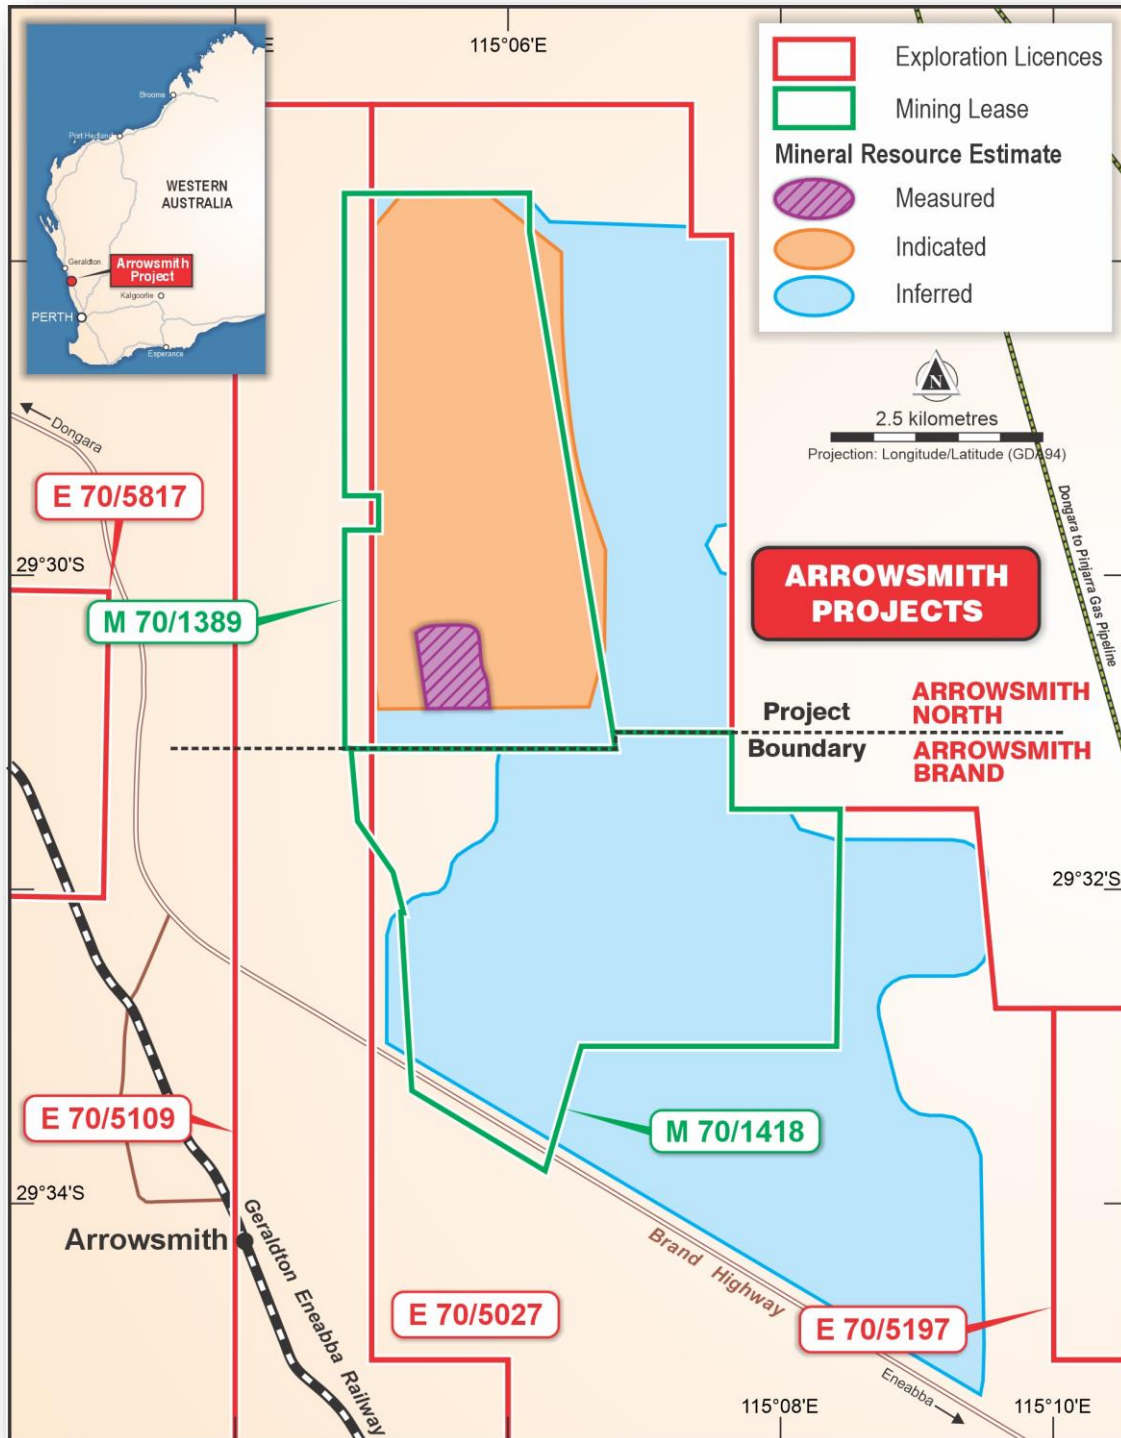 E
115°06'E
Broome
Port Hedland
WESTERN
AUSTRALIA
Geraldton
Arrowsmith
Project
Kalgoorlie
PERTH
Esperance
Exploration Licences
Mining Lease
Mineral Resource Estimate
Measured
Indicated
Inferred
N
2.5 kilometres
Projection: Longitude/Latitude (GDA94)
Dongara
E 70/5817
29°30'S
M 70/1389
ARROWSMITH
PROJECTS
Dongara to Pinjarra Gas Pipeline
Project
Boundary
ARROWSMITH
NORTH
ARROWSMITH
BRAND
29°32'S
E 70/5109
M 70/1418
29°34'S
Arrowsmith
Geraldton Eneabba Railway
Brand Highway
E 70/5027
E 70/5197
Eneabba
115°08'E
115°10'E